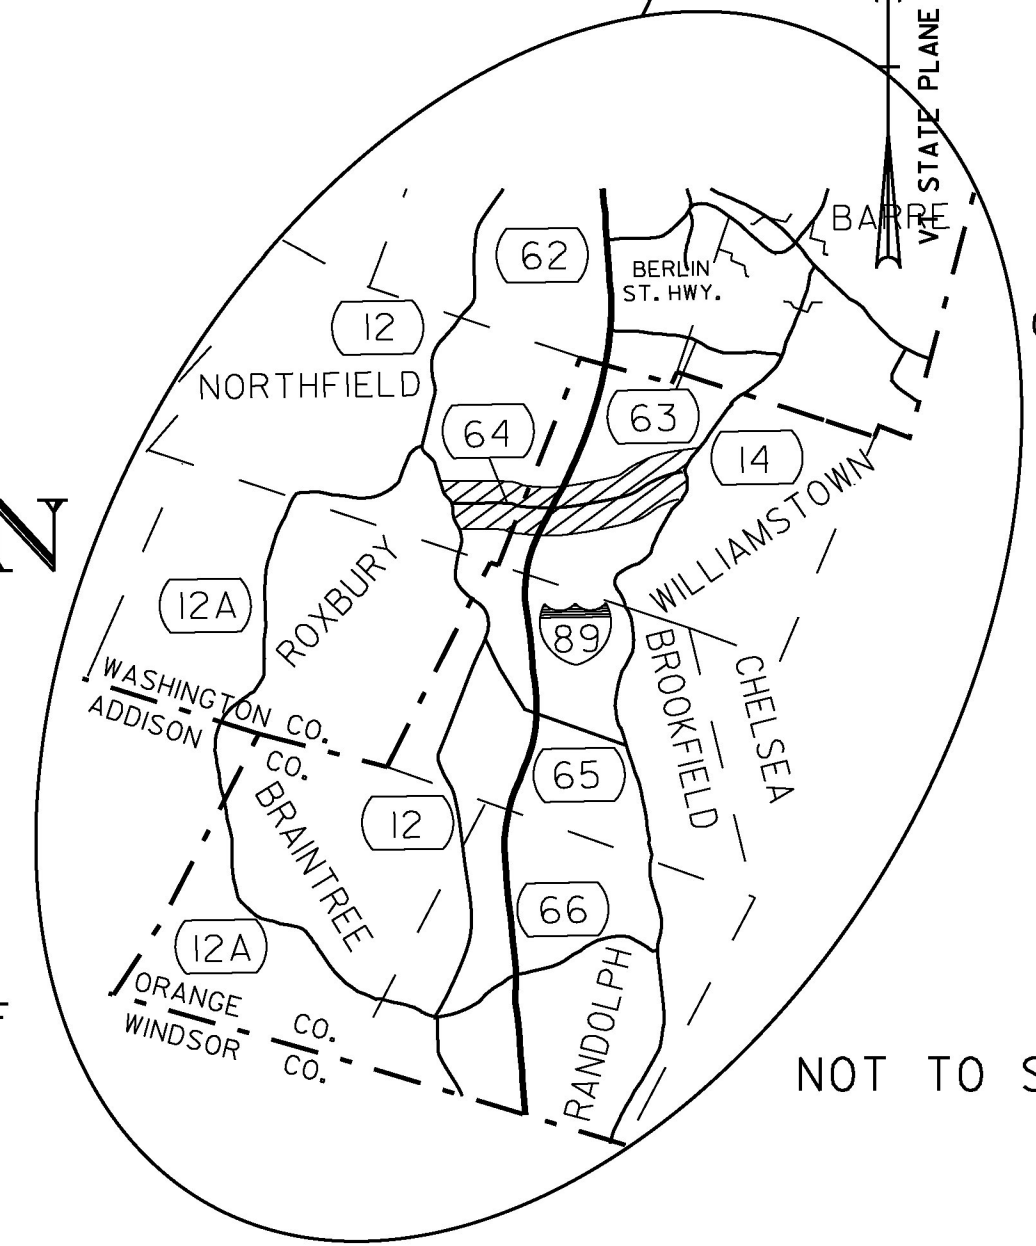 VT STATE PLANE
BARRE
62
BERLIN
ST. HWY.
12
NORTHFIELD
63
64
14
WILLIAMSTOWN
N
ROXBURY
12A
89
BROOKFIELD
CHELSEA
WASHINGTON CO.
ADDISON CO.
65
12
BRAINTREE
66
12A
RANDOLPH
ORANGE CO.
WINDSOR CO.
NOT TO S